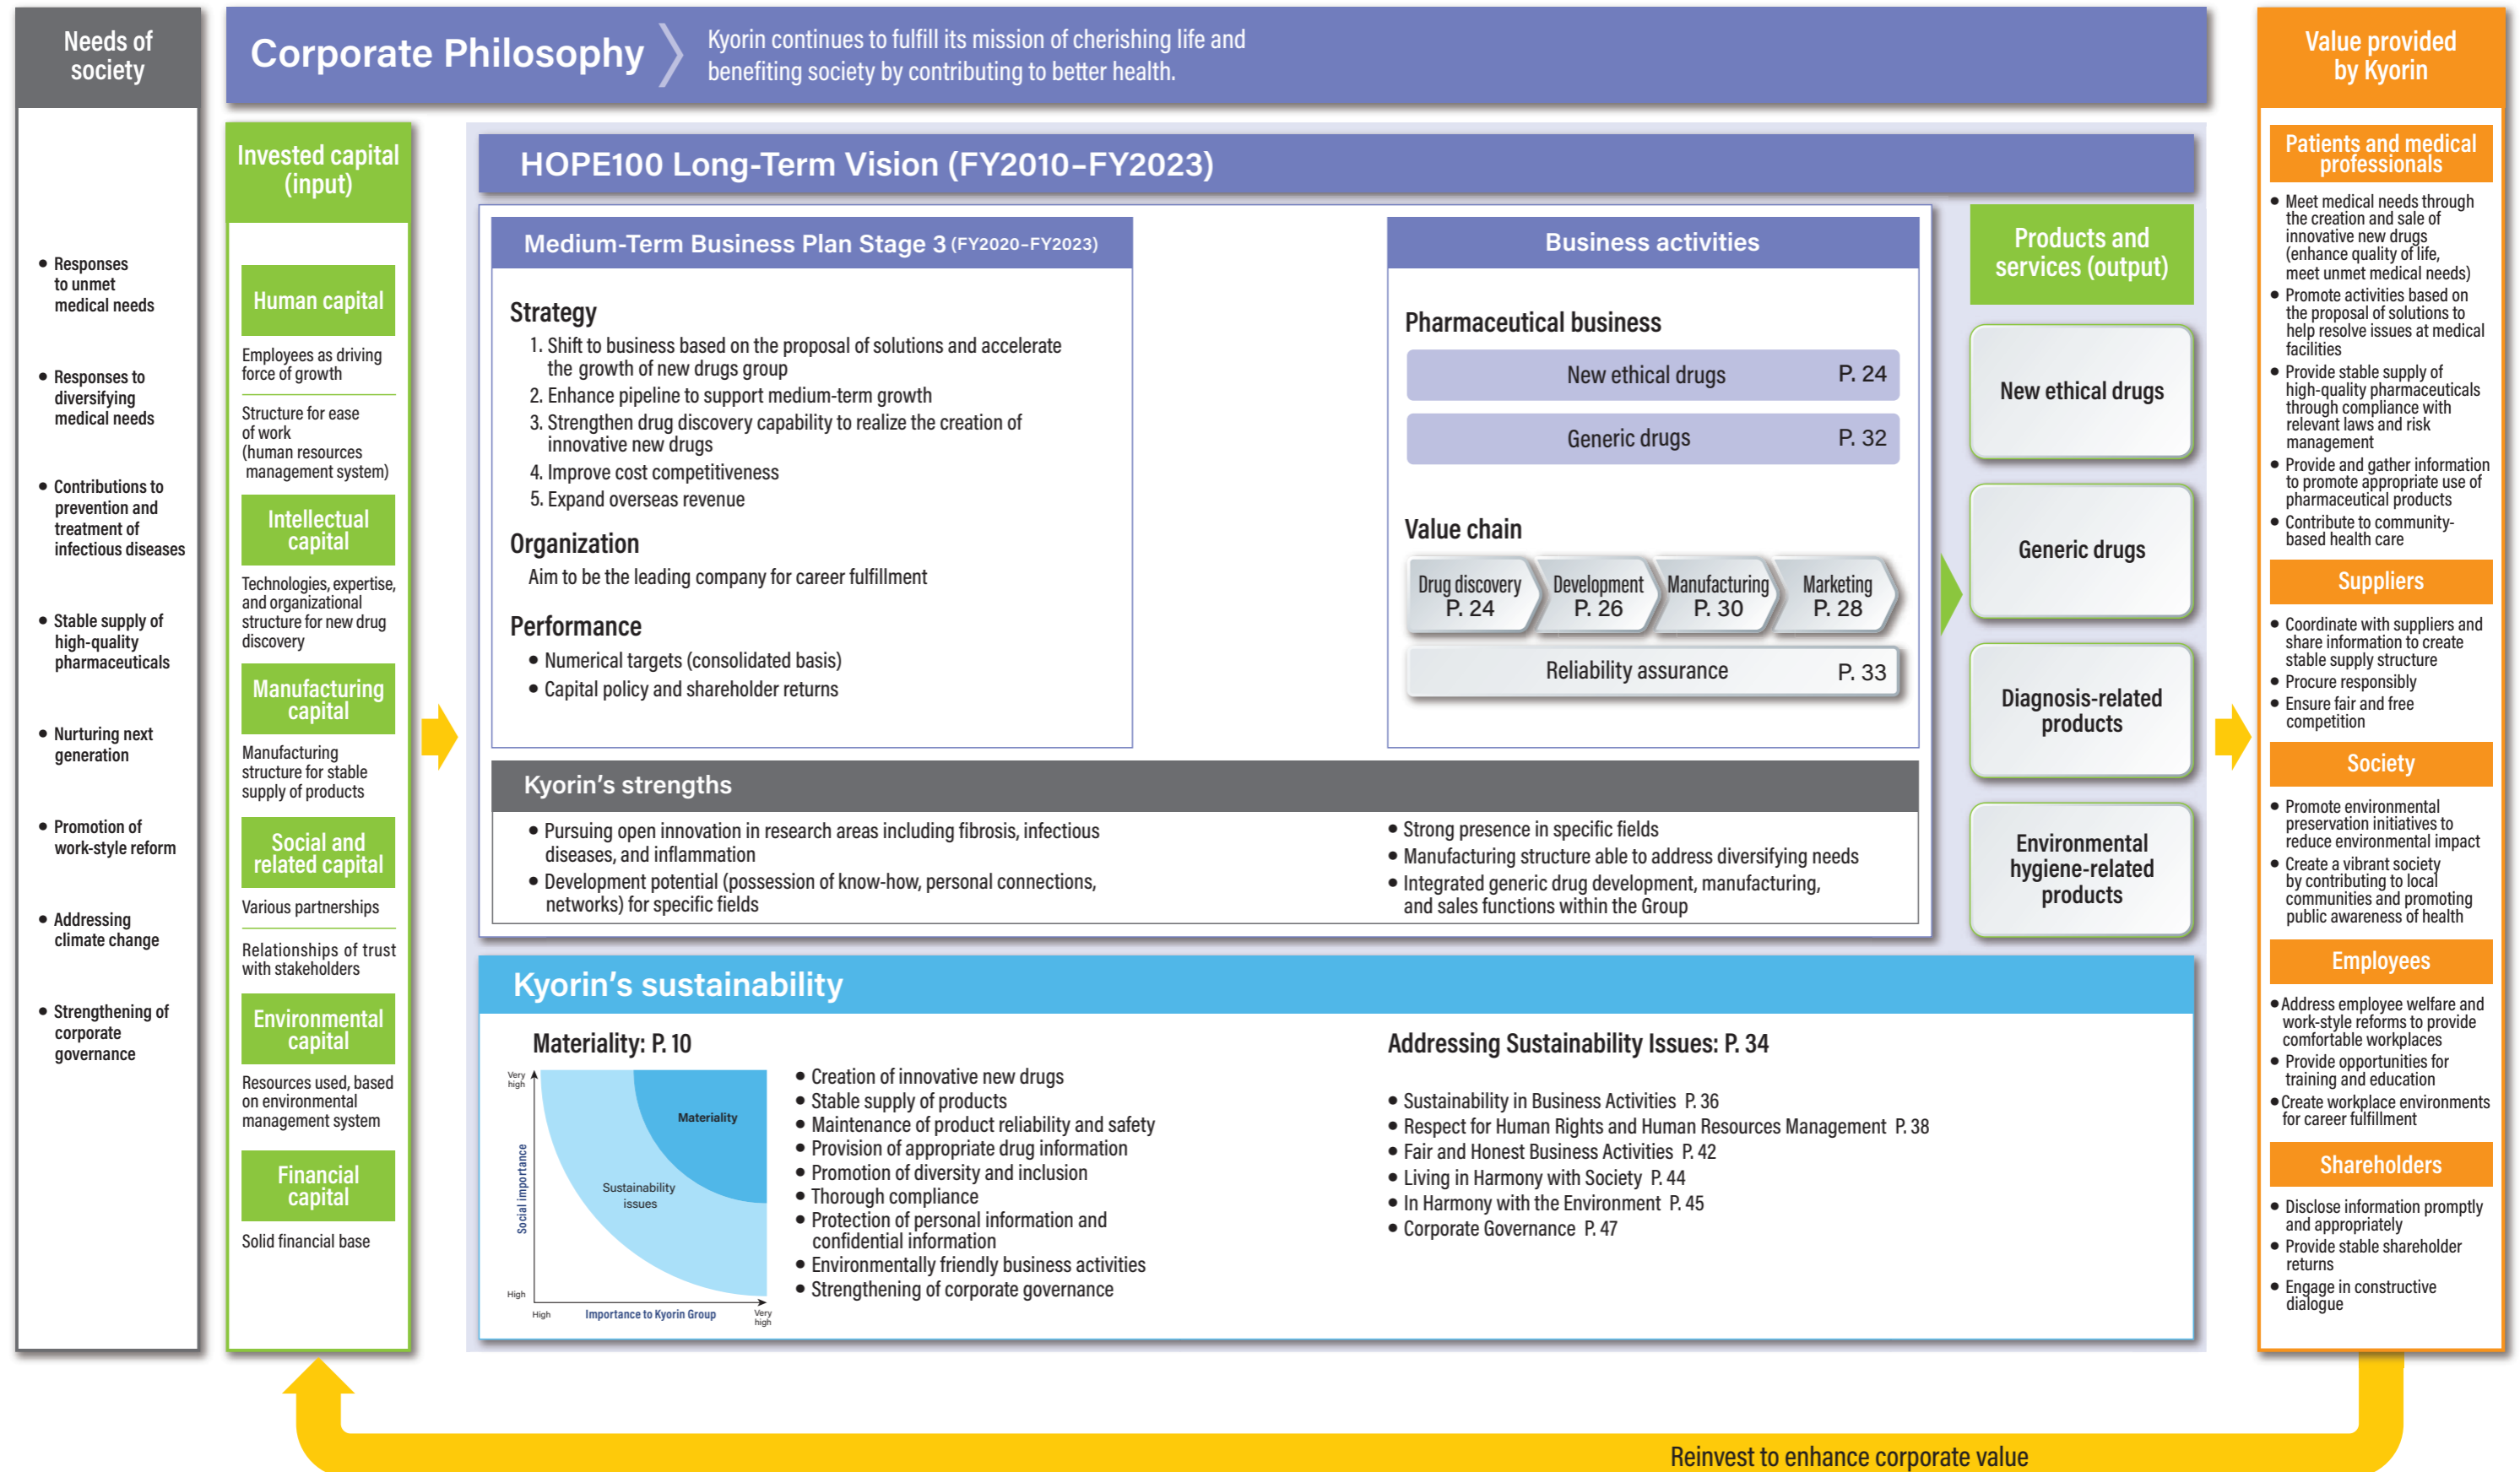 Needs of
society
● Responses
to unmet
medical needs
● Responses to
diversifying
medical needs
● Contributions to
prevention and
treatment of
infectious diseases
● Stable supply of
high-quality
pharmaceuticals
● Nurturing next
generation
● Promotion of
work-style reform
● Addressing
climate change
● Strengthening of
corporate
governance
Corporate Philosophy
Kyorin continues to fulfill its mission of cherishing life and
benefiting society by contributing to better health.
Invested capital
(input)
Human capital
Employees as driving
force of growth
Structure for ease
of work
(human resources
management system)
Intellectual
capital
Technologies, expertise,
and organizational
structure for new drug
discovery
Manufacturing
capital
Manufacturing
structure for stable
supply of products
Social and
related capital
Various partnerships
Relationships of trust
with stakeholders
Environmental
capital
Resources used, based
on environmental
management system
Financial
capital
Solid financial base
HOPE100 Long-Term Vision (FY2010–FY2023)
Medium-Term Business Plan Stage 3 (FY2020–FY2023)
Strategy
1. Shift to business based on the proposal of solutions and accelerate
the growth of new drugs group
2. Enhance pipeline to support medium-term growth
3. Strengthen drug discovery capability to realize the creation of
innovative new drugs
4. Improve cost competitiveness
5. Expand overseas revenue
Organization
Aim to be the leading company for career fulfillment
Performance
● Numerical targets (consolidated basis)
● Capital policy and shareholder returns
Business activities
Pharmaceutical business
New ethical drugs P. 24
Generic drugs P. 32
Value chain
Drug discovery
P. 24
Development
P. 26
Manufacturing
P. 30
Marketing
P. 28
Reliability assurance P. 33
Kyorin's strengths
● Pursuing open innovation in research areas including fibrosis, infectious
diseases, and inflammation
● Development potential (possession of know-how, personal connections,
networks) for specific fields
● Strong presence in specific fields
● Manufacturing structure able to address diversifying needs
● Integrated generic drug development, manufacturing,
and sales functions within the Group
Products and
services (output)
New ethical drugs
Generic drugs
Diagnosis-related
products
Environmental
hygiene-related
products
Kyorin's sustainability
Materiality: P. 10
Very
high
Social importance
High
High
Importance to Kyorin Group
Very
high
Materiality
Sustainability
issues
● Creation of innovative new drugs
● Stable supply of products
● Maintenance of product reliability and safety
● Provision of appropriate drug information
● Promotion of diversity and inclusion
● Thorough compliance
● Protection of personal information and
confidential information
● Environmentally friendly business activities
● Strengthening of corporate governance
Addressing Sustainability Issues: P. 34
● Sustainability in Business Activities P. 36
● Respect for Human Rights and Human Resources Management P. 38
● Fair and Honest Business Activities P. 42
● Living in Harmony with Society P. 44
● In Harmony with the Environment P. 45
● Corporate Governance P. 47
Value provided
by Kyorin
Patients and medical
professionals
● Meet medical needs through
the creation and sale of
innovative new drugs
(enhance quality of life,
meet unmet medical needs)
● Promote activities based on
the proposal of solutions to
help resolve issues at medical
facilities
● Provide stable supply of
high-quality pharmaceuticals
through compliance with
relevant laws and risk
management
● Provide and gather information
to promote appropriate use of
pharmaceutical products
● Contribute to community-
based health care
Suppliers
● Coordinate with suppliers and
share information to create
stable supply structure
● Procure responsibly
● Ensure fair and free
competition
Society
● Promote environmental
preservation initiatives to
reduce environmental impact
● Create a vibrant society
by contributing to local
communities and promoting
public awareness of health
Employees
● Address employee welfare and
work-style reforms to provide
comfortable workplaces
● Provide opportunities for
training and education
● Create workplace environments
for career fulfillment
Shareholders
● Disclose information promptly
and appropriately
● Provide stable shareholder
returns
● Engage in constructive
dialogue
Reinvest to enhance corporate value